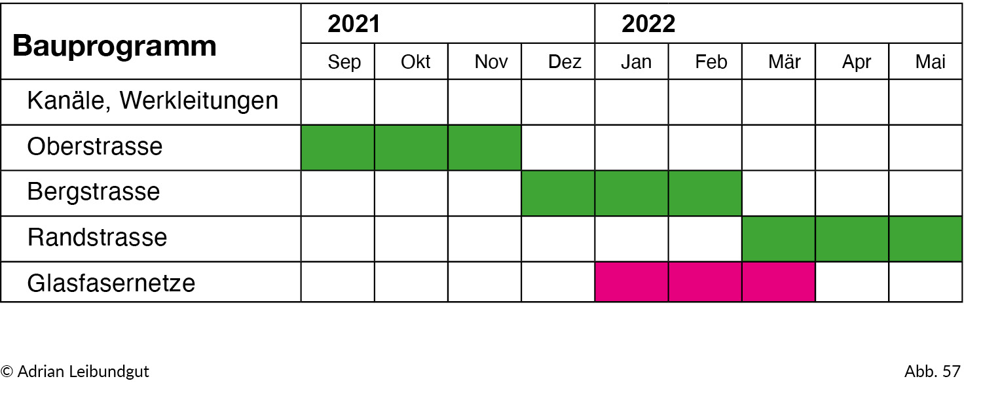 Bauprogramm
2021 2022
Sep Okt Nov Dez Jan Feb Mär Apr Mai
Kanäle, Werkleitungen
Oberstrasse
Bergstrasse
Randstrasse
Glasfasernetze
© Adrian Leibundgut Abb. 57